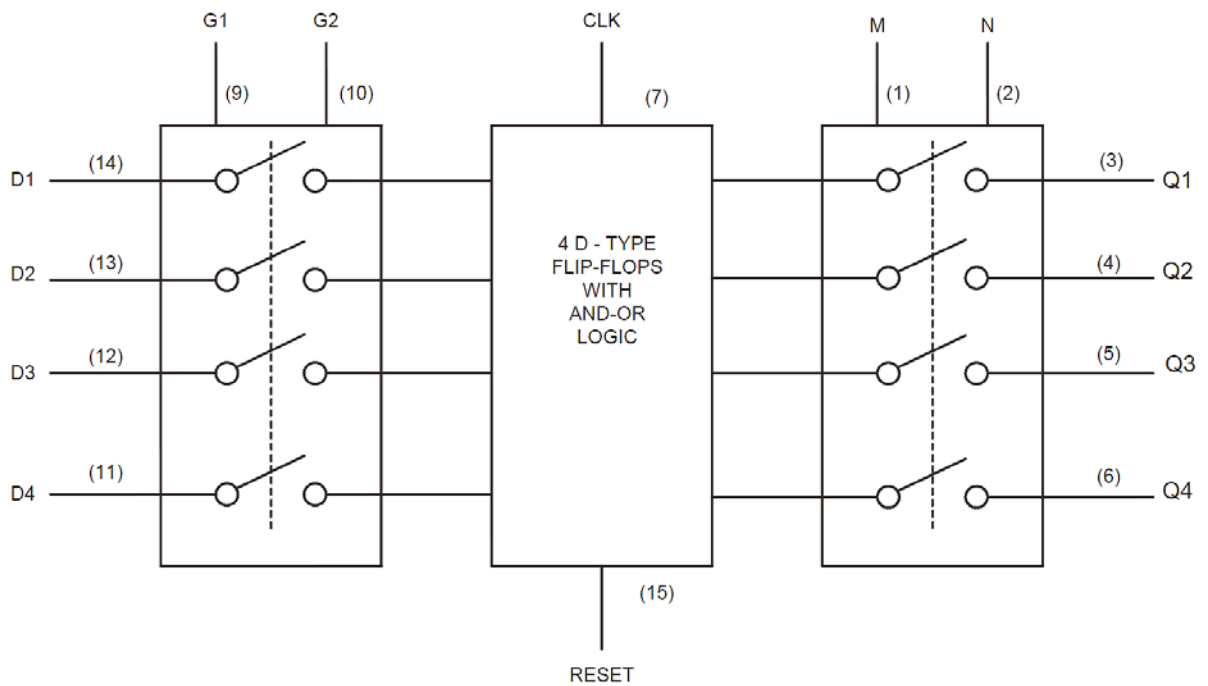 G1 G2 CLK M N
(9) (10) (7) (1) (2)
D1 (14) (3) Q1
D2 (13) (4) Q2
4 D - TYPE
FLIP-FLOPS
WITH
AND-OR
LOGIC
D3 (12) (5) Q3
D4 (11) (6) Q4
(15)
RESET